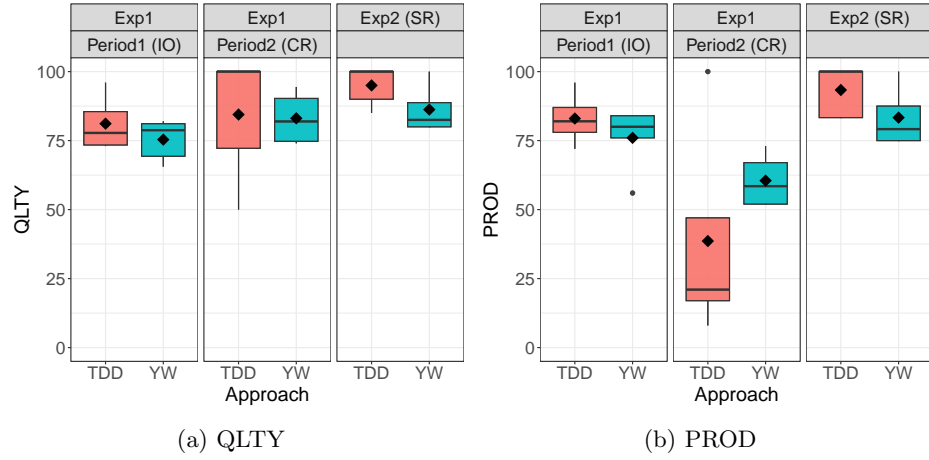 Exp1 Exp1 Exp2 (SR)
Period1 (IO) Period2 (CR)
100
75
50
25
0
QLTY
TDD YW TDD YW TDD YW
Approach
(a) QLTY
Exp1 Exp1 Exp2 (SR)
Period1 (IO) Period2 (CR)
100
75
50
25
0
PROD
TDD YW TDD YW TDD YW
Approach
(b) PROD